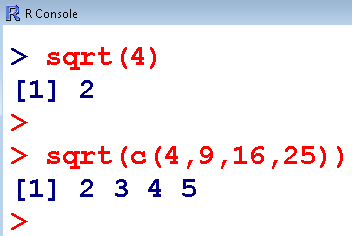 R Console
> sqrt(4)
[1] 2
>
> sqrt(c(4,9,16,25))
[1] 2 3 4 5
>